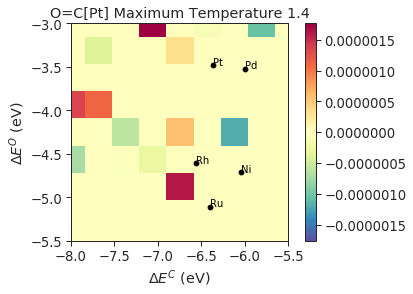 O=C[Pt] Maximum Temperature 1.4
−3.0
−3.5
−4.0
−4.5
−5.0
−5.5
ΔE^O (eV)
Pt
Pd
Rh
Ni
Ru
−8.0 −7.5 −7.0 −6.5 −6.0 −5.5
ΔE^C (eV)
0.0000015
0.0000010
0.0000005
0.0000000
−0.0000005
−0.0000010
−0.0000015